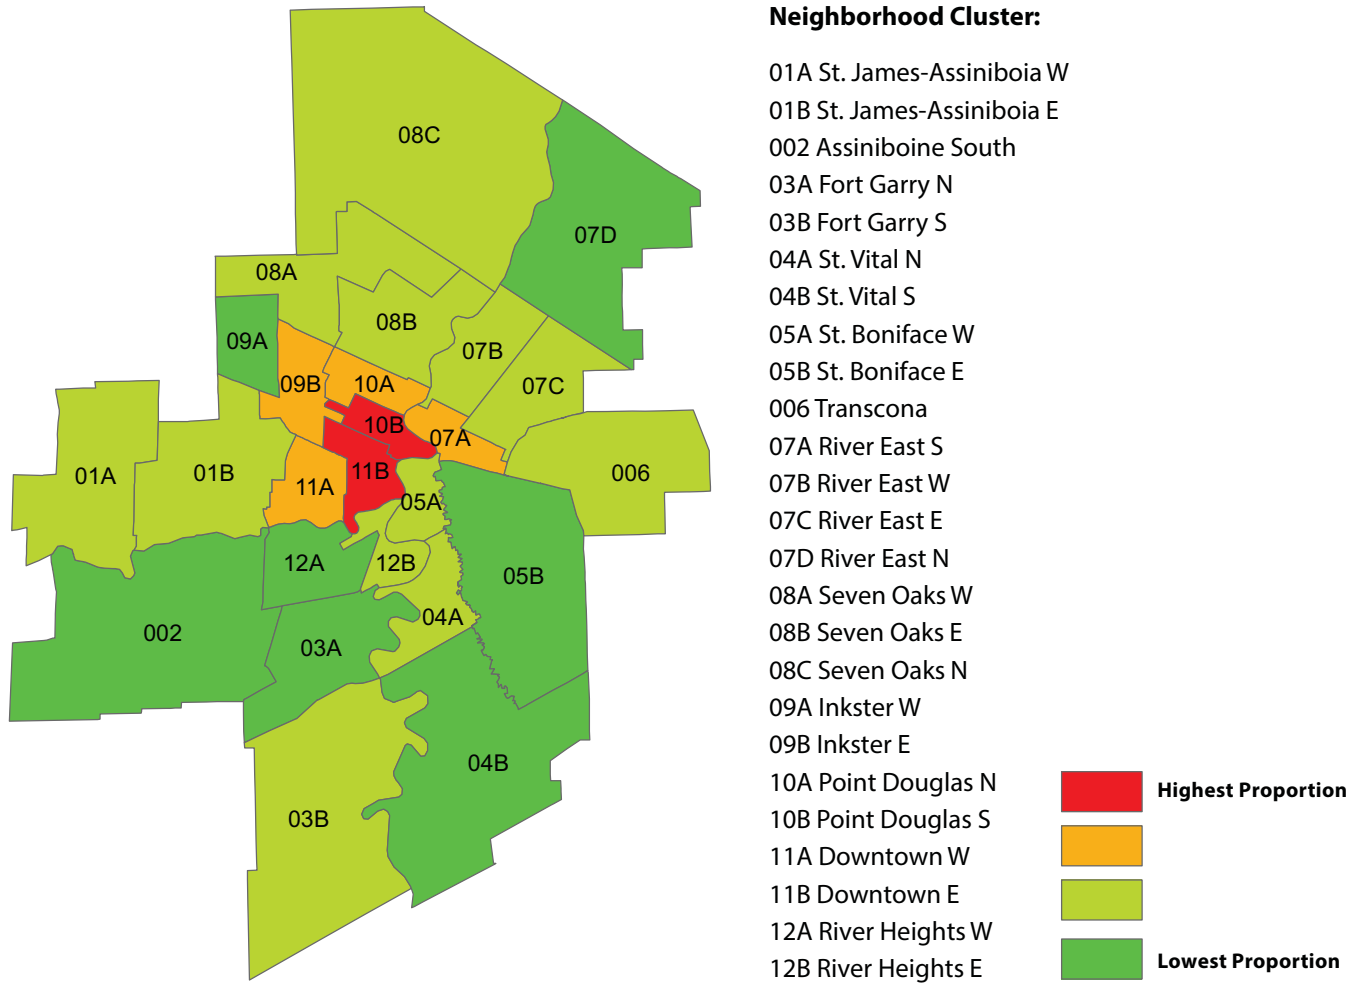 Neighborhood Cluster:
01A St. James-Assiniboia W
01B St. James-Assiniboia E
002 Assiniboine South
03A Fort Garry N
03B Fort Garry S
04A St. Vital N
04B St. Vital S
05A St. Boniface W
05B St. Boniface E
006 Transcona
07A River East S
07B River East W
07C River East E
07D River East N
08A Seven Oaks W
08B Seven Oaks E
08C Seven Oaks N
09A Inkster W
09B Inkster E
10A Point Douglas N
10B Point Douglas S
11A Downtown W
11B Downtown E
12A River Heights W
12B River Heights E
Highest Proportion
Lowest Proportion
08C
07D
08A
08B
09A
07B
09B
10A
07C
10B
07A
01A
01B
11A
11B
006
05A
12A
12B
05B
04A
002
03A
04B
03B